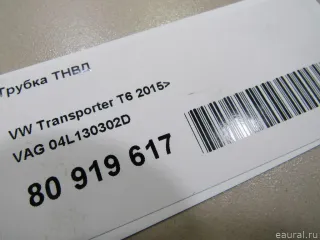 Трубка ТНВД
VW Transporter T6 2015>
VAG 04L130302D
80 919 617
eaural.ru